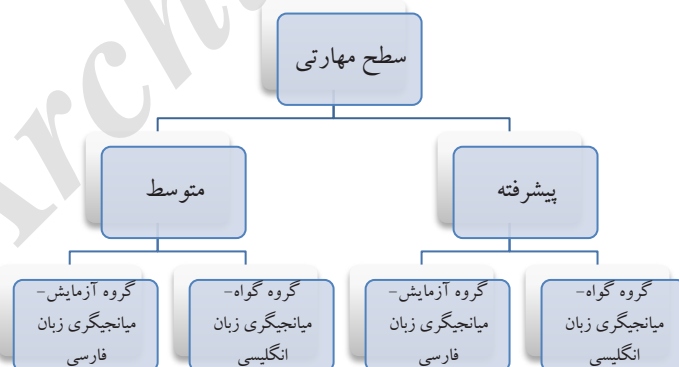 سطح مهارتی
پیشرفته
متوسط
گروه گواه-
میانجیگری زبان
انگلیسی
گروه آزمایش-
میانجیگری زبان
فارسی
گروه گواه-
میانجیگری زبان
انگلیسی
گروه آزمایش-
میانجیگری زبان
فارسی